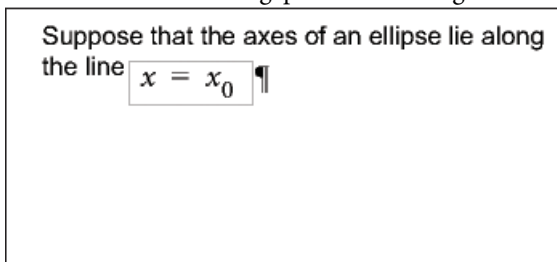 Suppose that the axes of an ellipse lie along
the line x = x₀ ¶